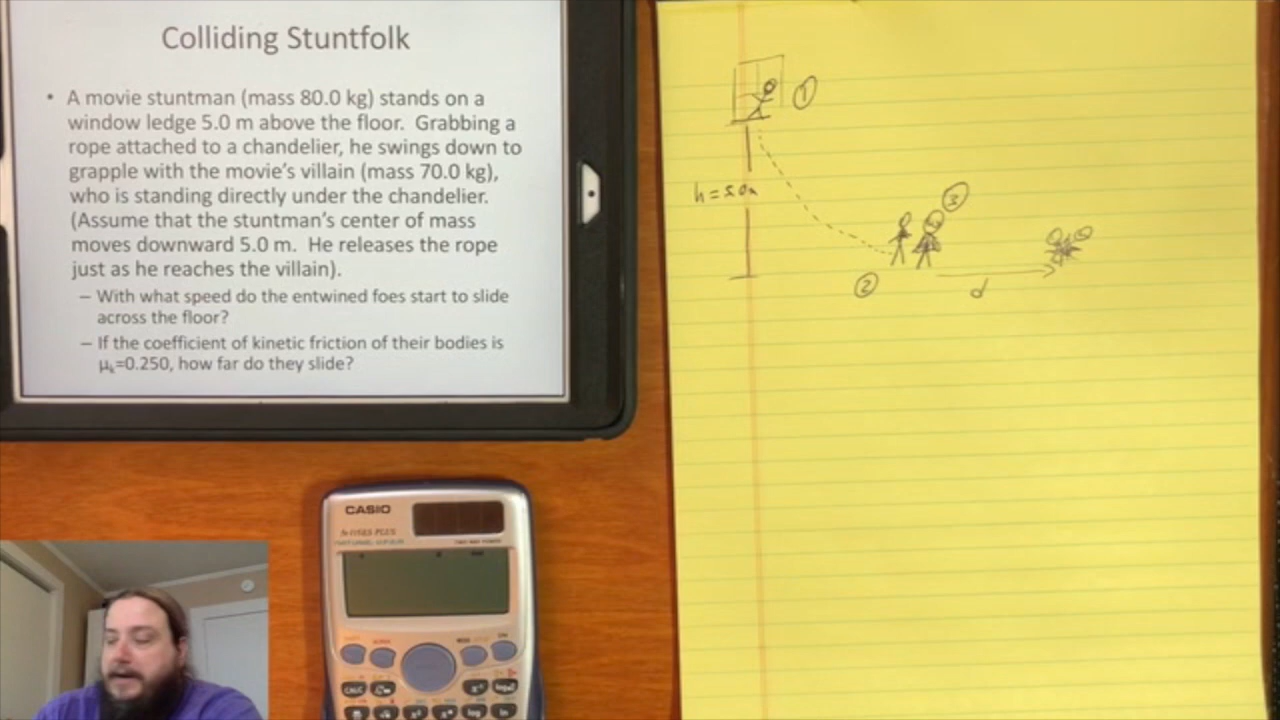 Colliding Stuntfolk
• A movie stuntman (mass 80.0 kg) stands on a
window ledge 5.0 m above the floor. Grabbing a
rope attached to a chandelier, he swings down to
grapple with the movie's villain (mass 70.0 kg),
who is standing directly under the chandelier.
(Assume that the stuntman's center of mass
moves downward 5.0 m. He releases the rope
just as he reaches the villain).
– With what speed do the entwined foes start to slide
across the floor?
– If the coefficient of kinetic friction of their bodies is
μk=0.250, how far do they slide?
1
h = 5.0m
3
2
d
CASIO
CALC
log
ln